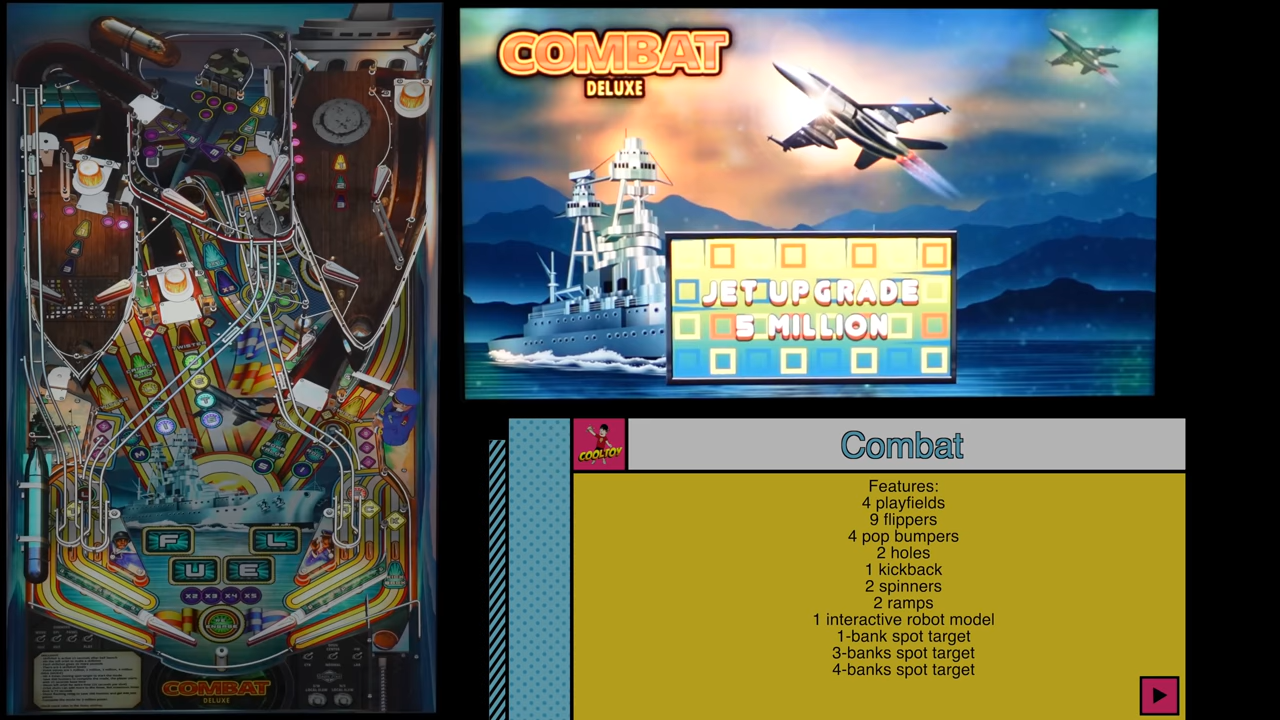 COMBAT
DELUXE
JET UPGRADE
5 MILLION
COOLTOY
Combat
Features:
4 playfields
9 flippers
4 pop bumpers
2 holes
1 kickback
2 spinners
2 ramps
1 interactive robot model
1-bank spot target
3-banks spot target
4-banks spot target
F L
U E
X2 X3 X4 X5
COMBAT
DELUXE